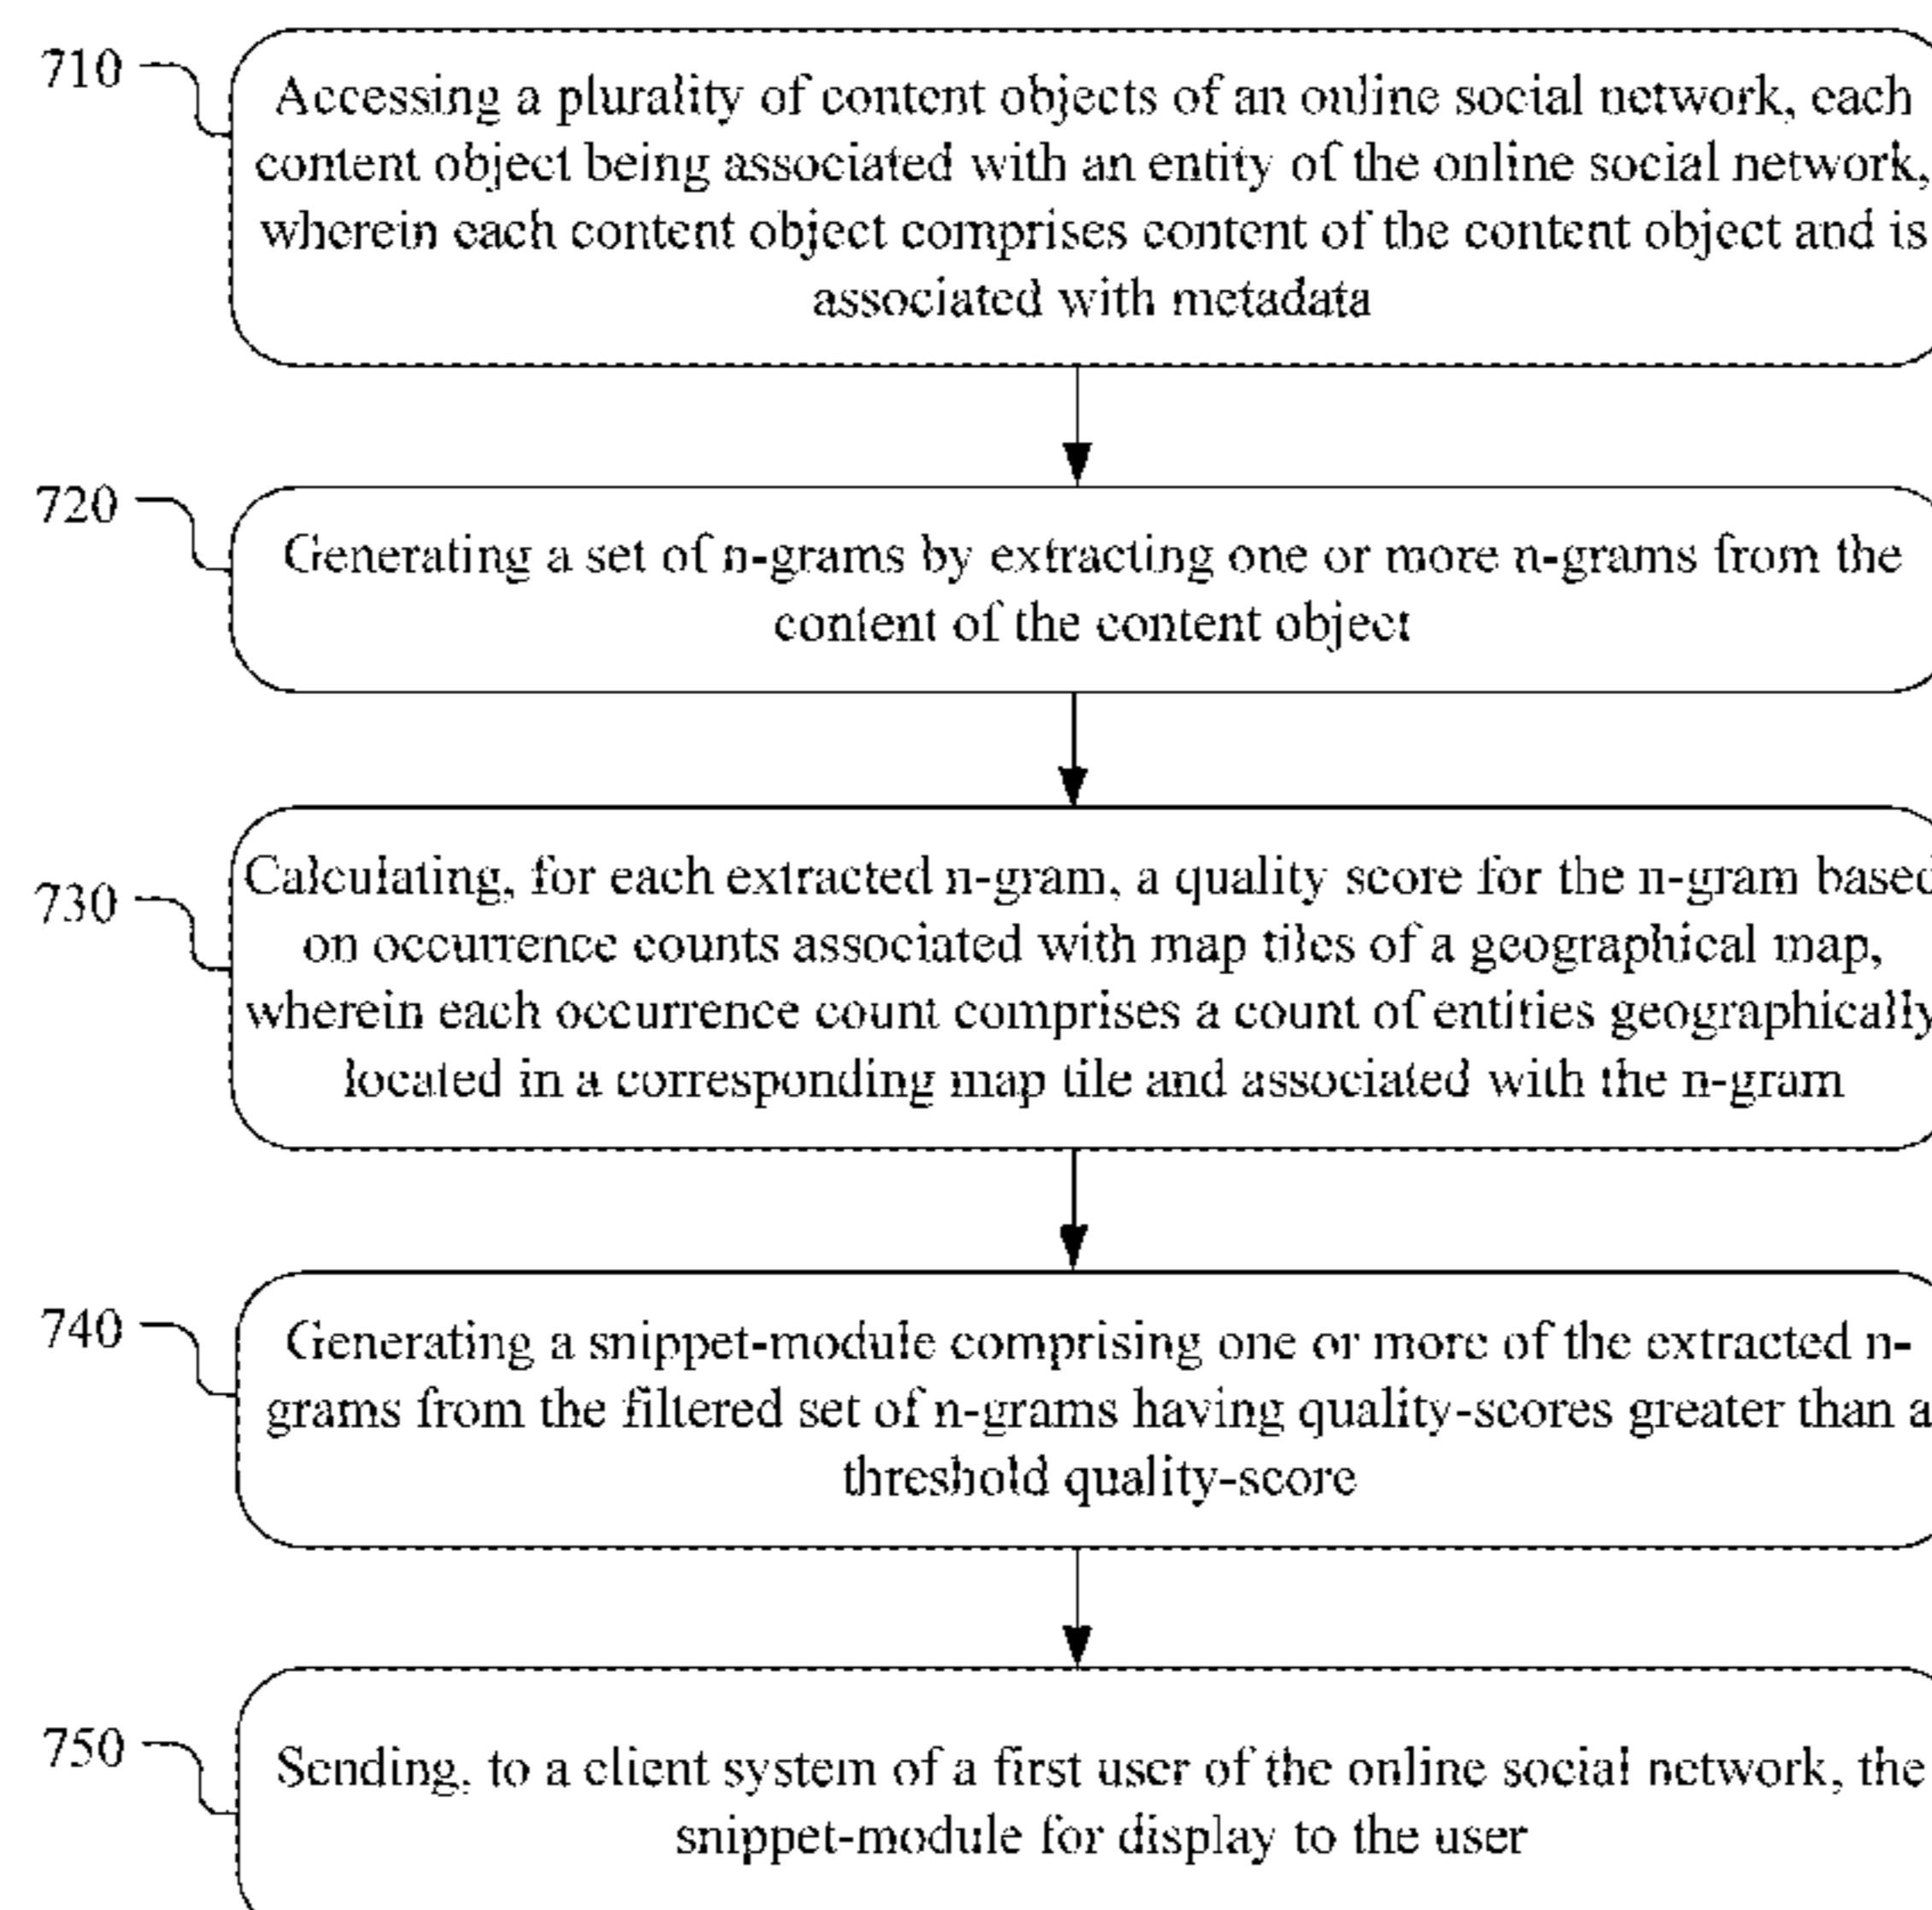 710
Accessing a plurality of content objects of an online social network, each
content object being associated with an entity of the online social network,
wherein each content object comprises content of the content object and is
associated with metadata
720
Generating a set of n-grams by extracting one or more n-grams from the
content of the content object
730
Calculating, for each extracted n-gram, a quality score for the n-gram based
on occurrence counts associated with map tiles of a geographical map,
wherein each occurrence count comprises a count of entities geographically
located in a corresponding map tile and associated with the n-gram
740
Generating a snippet-module comprising one or more of the extracted n-
grams from the filtered set of n-grams having quality-scores greater than a
threshold quality-score
750
Sending, to a client system of a first user of the online social network, the
snippet-module for display to the user